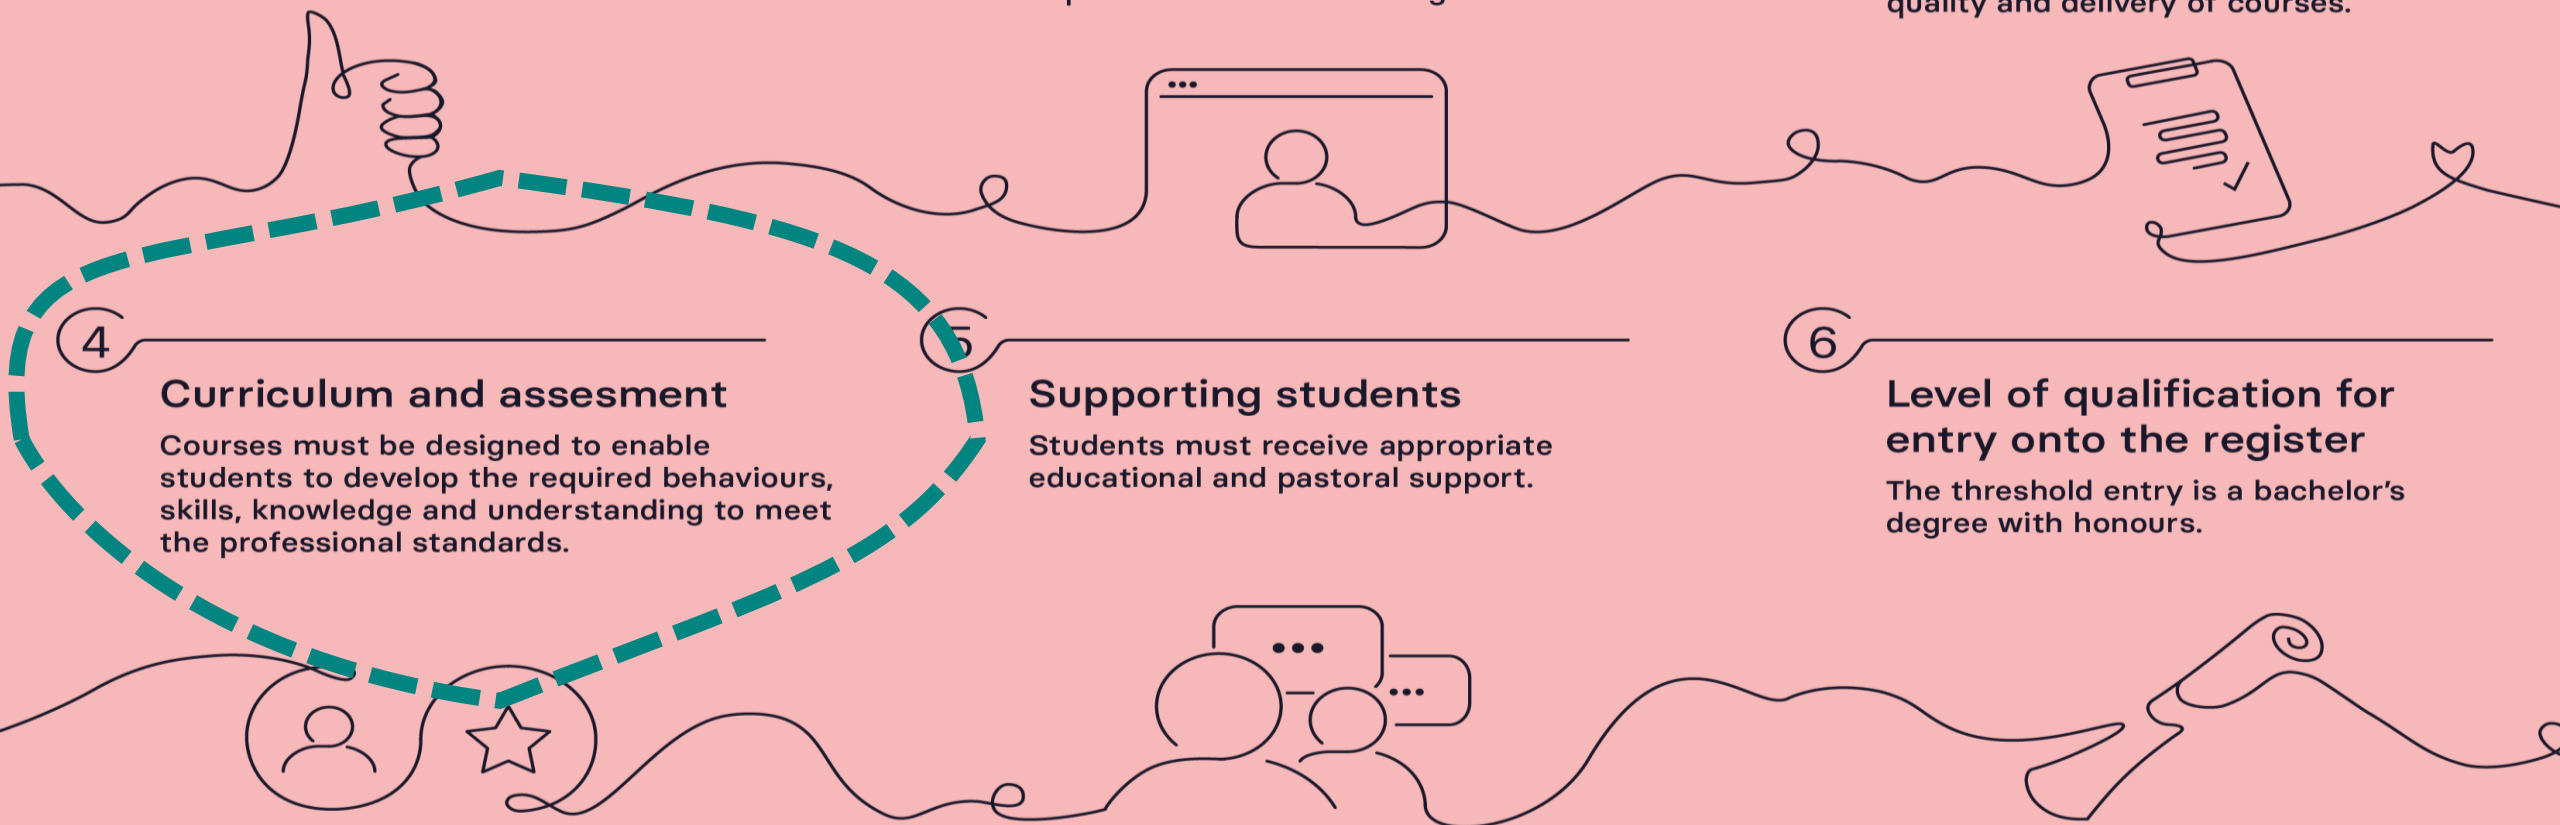 quality and delivery of courses.
4
Curriculum and assesment
Courses must be designed to enable
students to develop the required behaviours,
skills, knowledge and understanding to meet
the professional standards.
5
Supporting students
Students must receive appropriate
educational and pastoral support.
6
Level of qualification for
entry onto the register
The threshold entry is a bachelor's
degree with honours.